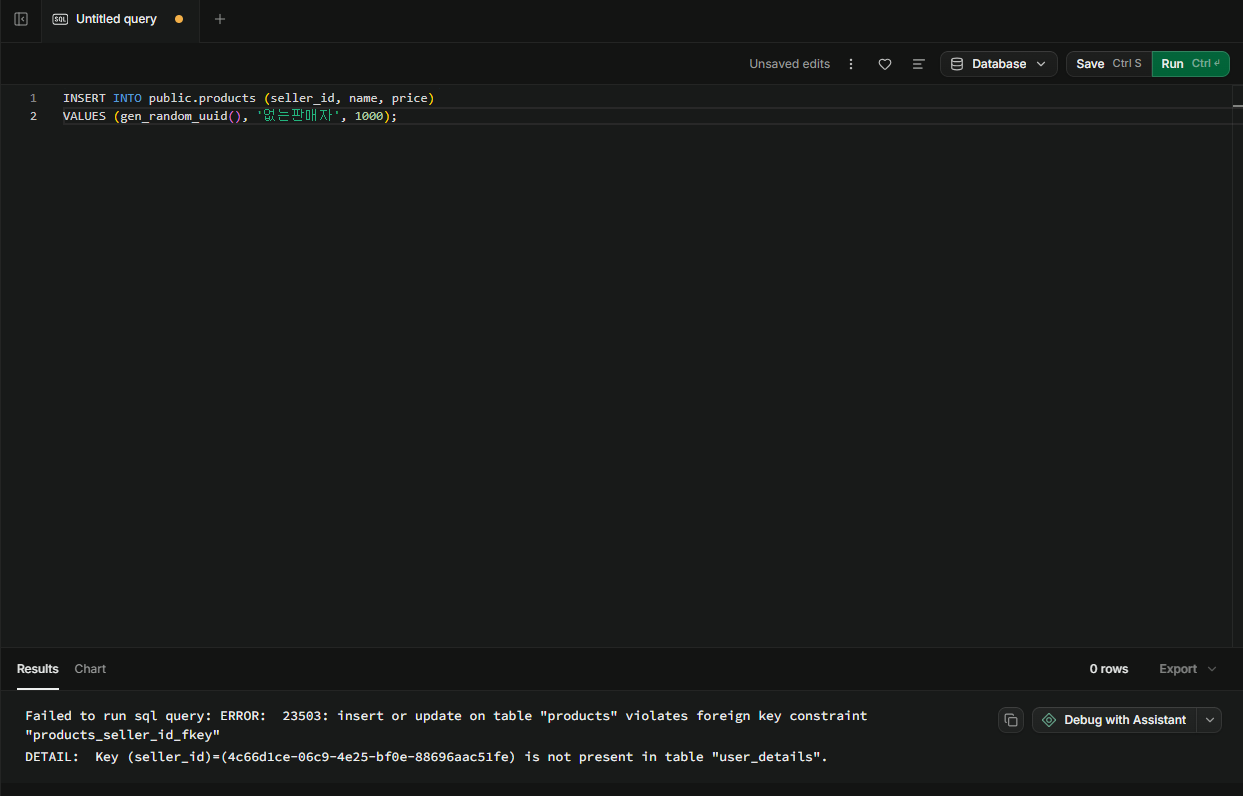 SQL Untitled query
Unsaved edits Database Save Ctrl S Run Ctrl ↵
1 INSERT INTO public.products (seller_id, name, price)
2 VALUES (gen_random_uuid(), '없는판매자', 1000);
Results Chart 0 rows Export
Failed to run sql query: ERROR:  23503: insert or update on table "products" violates foreign key constraint
"products_seller_id_fkey"
Debug with Assistant
DETAIL:  Key (seller_id)=(4c66d1ce-06c9-4e25-bf0e-88696aac51fe) is not present in table "user_details".